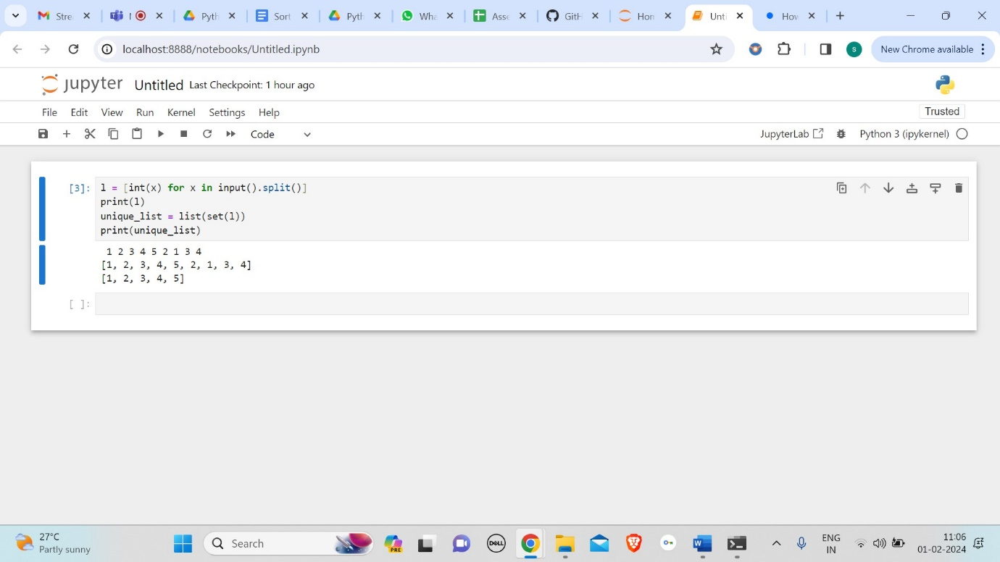 Stre
Pyth
Sort
Pyth
Wha
Asse
GitH
Hom
Unti
How
localhost:8888/notebooks/Untitled.ipynb
S
New Chrome available
jupyter Untitled Last Checkpoint: 1 hour ago
File Edit View Run Kernel Settings Help
Trusted
Code
JupyterLab
Python 3 (ipykernel)
[3]: l = [int(x) for x in input().split()]
print(l)
unique_list = list(set(l))
print(unique_list)
1 2 3 4 5 2 1 3 4
[1, 2, 3, 4, 5, 2, 1, 3, 4]
[1, 2, 3, 4, 5]
[ ]:
27°C
Partly sunny
Search
PRE
DELL
W
ENG
IN
11:06
01-02-2024